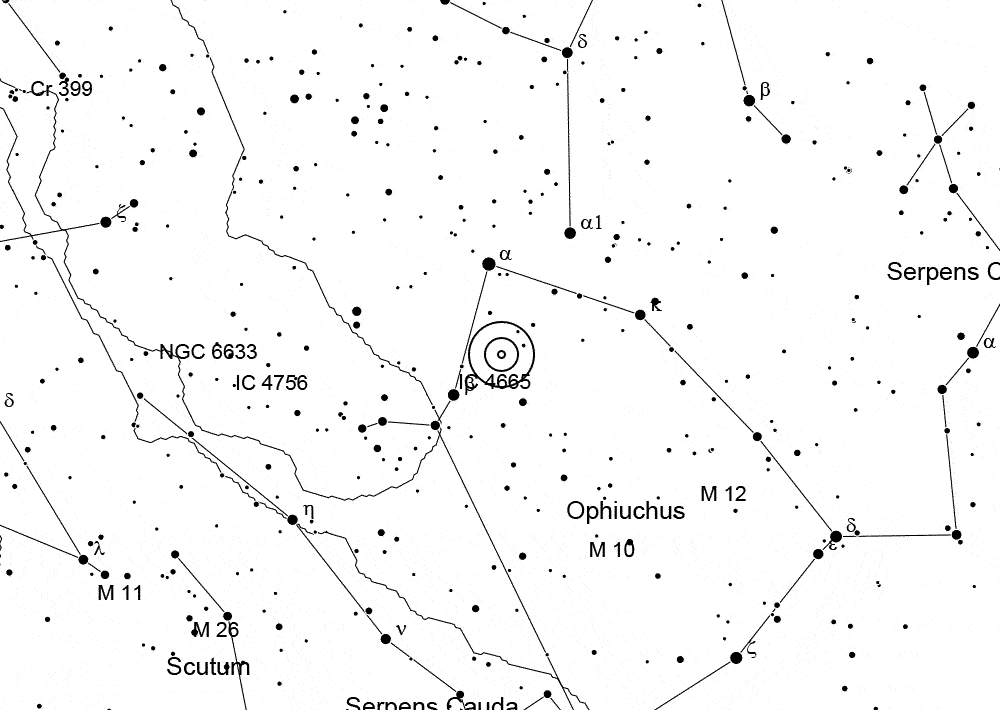 δ
Cr 399
β
ξ
α1
α
Serpens C
κ
α
NGC 6633
IC 4756
IC 4665
β
δ
M 12
Ophiuchus
η
δ
M 10
ε
λ
M 11
M 26
ν
ζ
Scutum
Serpens Cauda